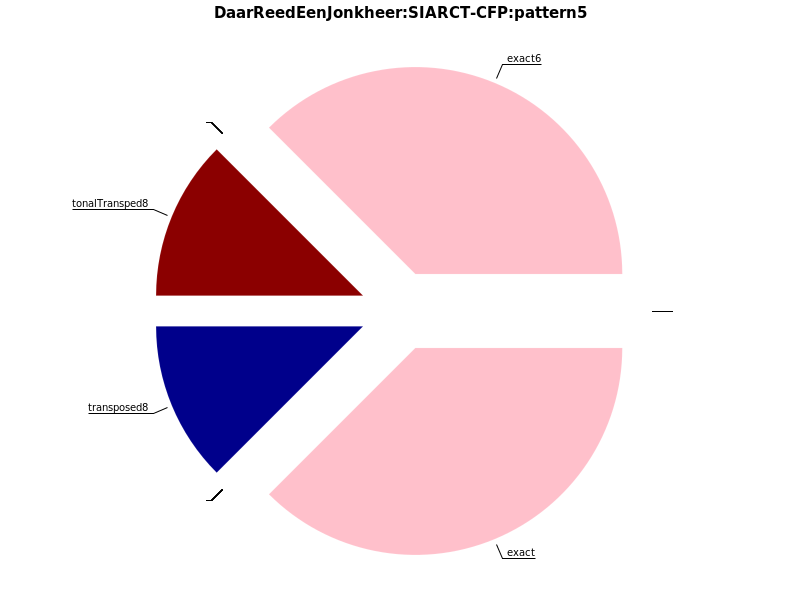 DaarReedEenJonkheer:SIARCT-CFP:pattern5
exact6
tonalTransped8
transposed8
exact